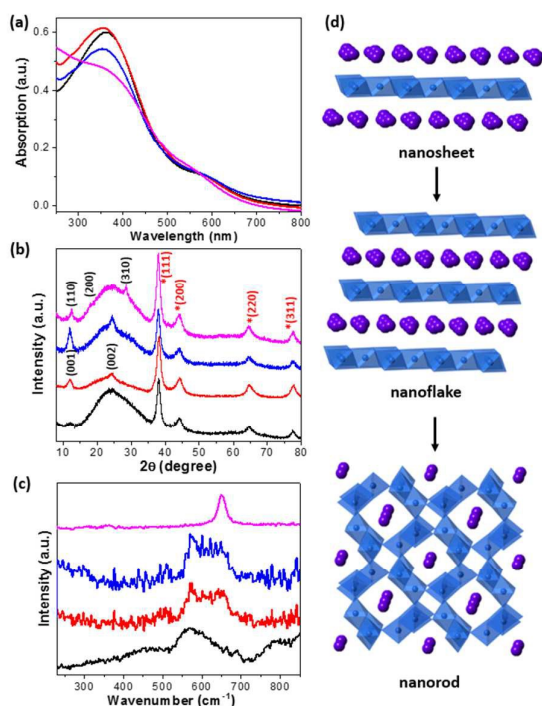 (a)
Absorption (a.u.)
0.6
0.4
0.2
0.0
300 400 500 600 700 800
Wavelength (nm)
(b)
Intensity (a.u.)
(110)
(200)
(310)
*(111)
*(200)
*(220)
*(311)
(001)
(002)
10 20 30 40 50 60 70 80
2θ (degree)
(c)
Intensity (a.u.)
300 400 500 600 700 800
Wavenumber (cm⁻¹)
(d)
nanosheet
nanoflake
nanorod